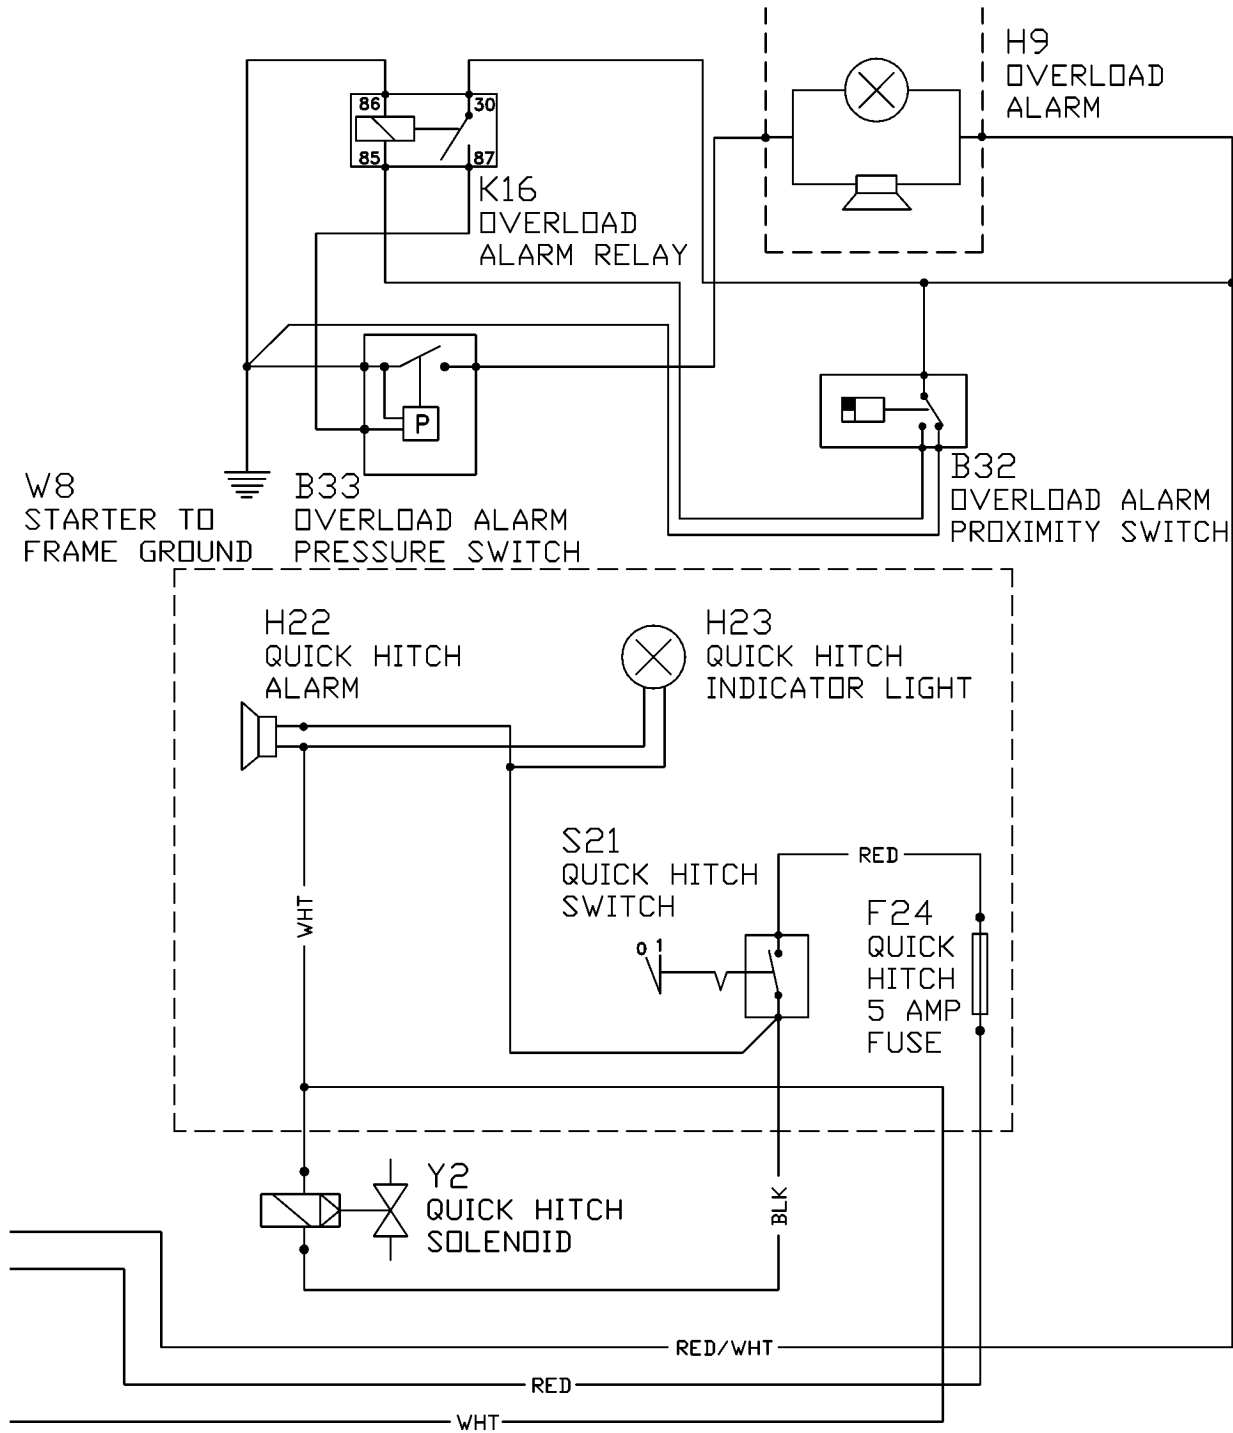 H9
OVERLOAD
ALARM
86
30
85
87
K16
OVERLOAD
ALARM RELAY
P
W8
STARTER TO
FRAME GROUND
B33
OVERLOAD ALARM
PRESSURE SWITCH
B32
OVERLOAD ALARM
PROXIMITY SWITCH
H22
QUICK HITCH
ALARM
H23
QUICK HITCH
INDICATOR LIGHT
S21
QUICK HITCH
SWITCH
RED
WHT
0 1
F24
QUICK
HITCH
5 AMP
FUSE
Y2
QUICK HITCH
SOLENOID
BLK
RED/WHT
RED
WHT